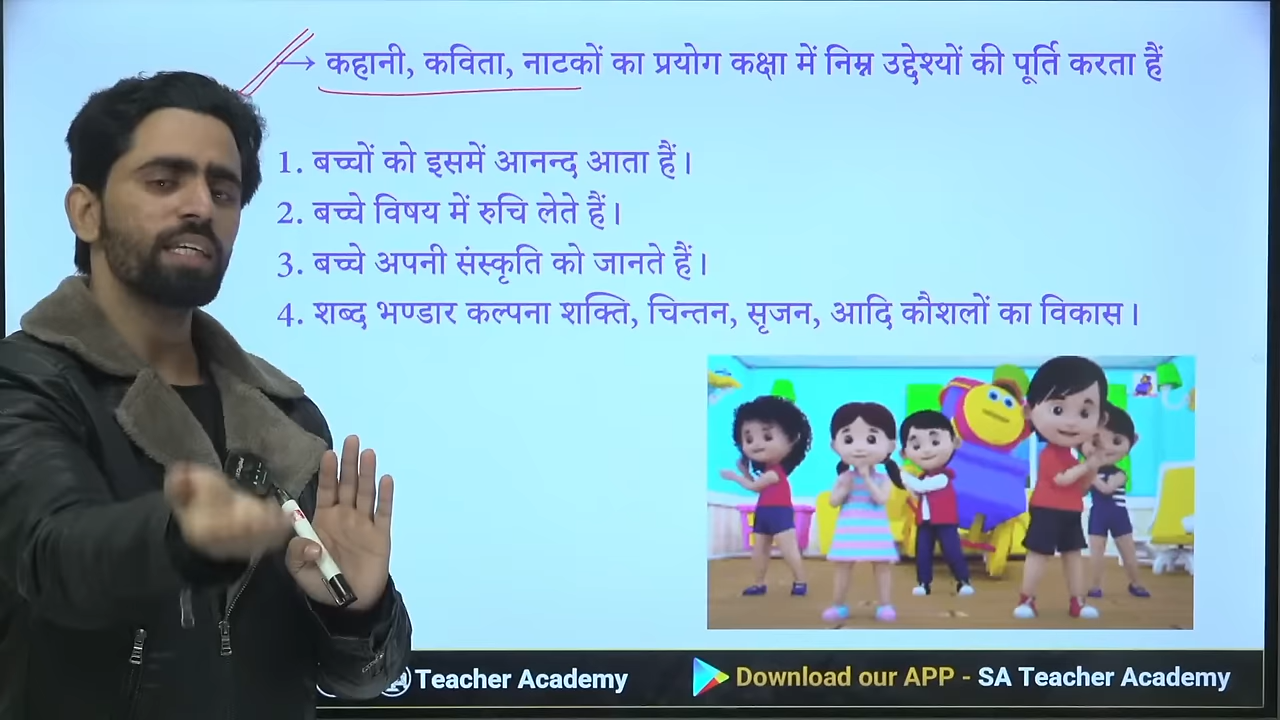 → कहानी, कविता, नाटकों का प्रयोग कक्षा में निम्न उद्देश्यों की पूर्ति करता हैं
1. बच्चों को इसमें आनन्द आता हैं।
2. बच्चे विषय में रुचि लेते हैं।
3. बच्चे अपनी संस्कृति को जानते हैं।
4. शब्द भण्डार कल्पना शक्ति, चिन्तन, सृजन, आदि कौशलों का विकास।
Teacher Academy
Download our APP - SA Teacher Academy